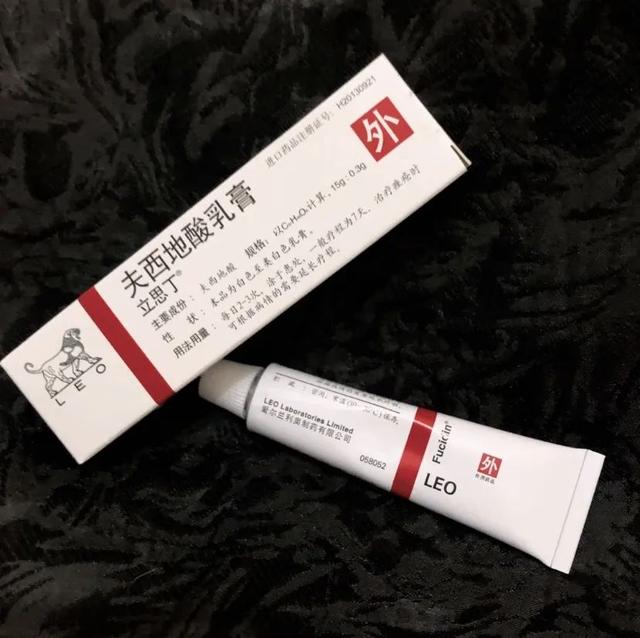 进口药品注册证号：H20130921
外
夫西地酸乳膏
立思丁®
主要成份：夫西地酸 规格：以C₃₁H₄₈O₆计算，15g:0.3g
性 状：本品为白色至类白色乳膏。
用法用量：每日2~3次，涂于患处，一般疗程为7天，治疗痤疮时
可根据病情的需要延长疗程。
LEO
LEO Laboratories Limited
爱尔兰利奥制药有限公司
058052
Fucidin®
LEO
外